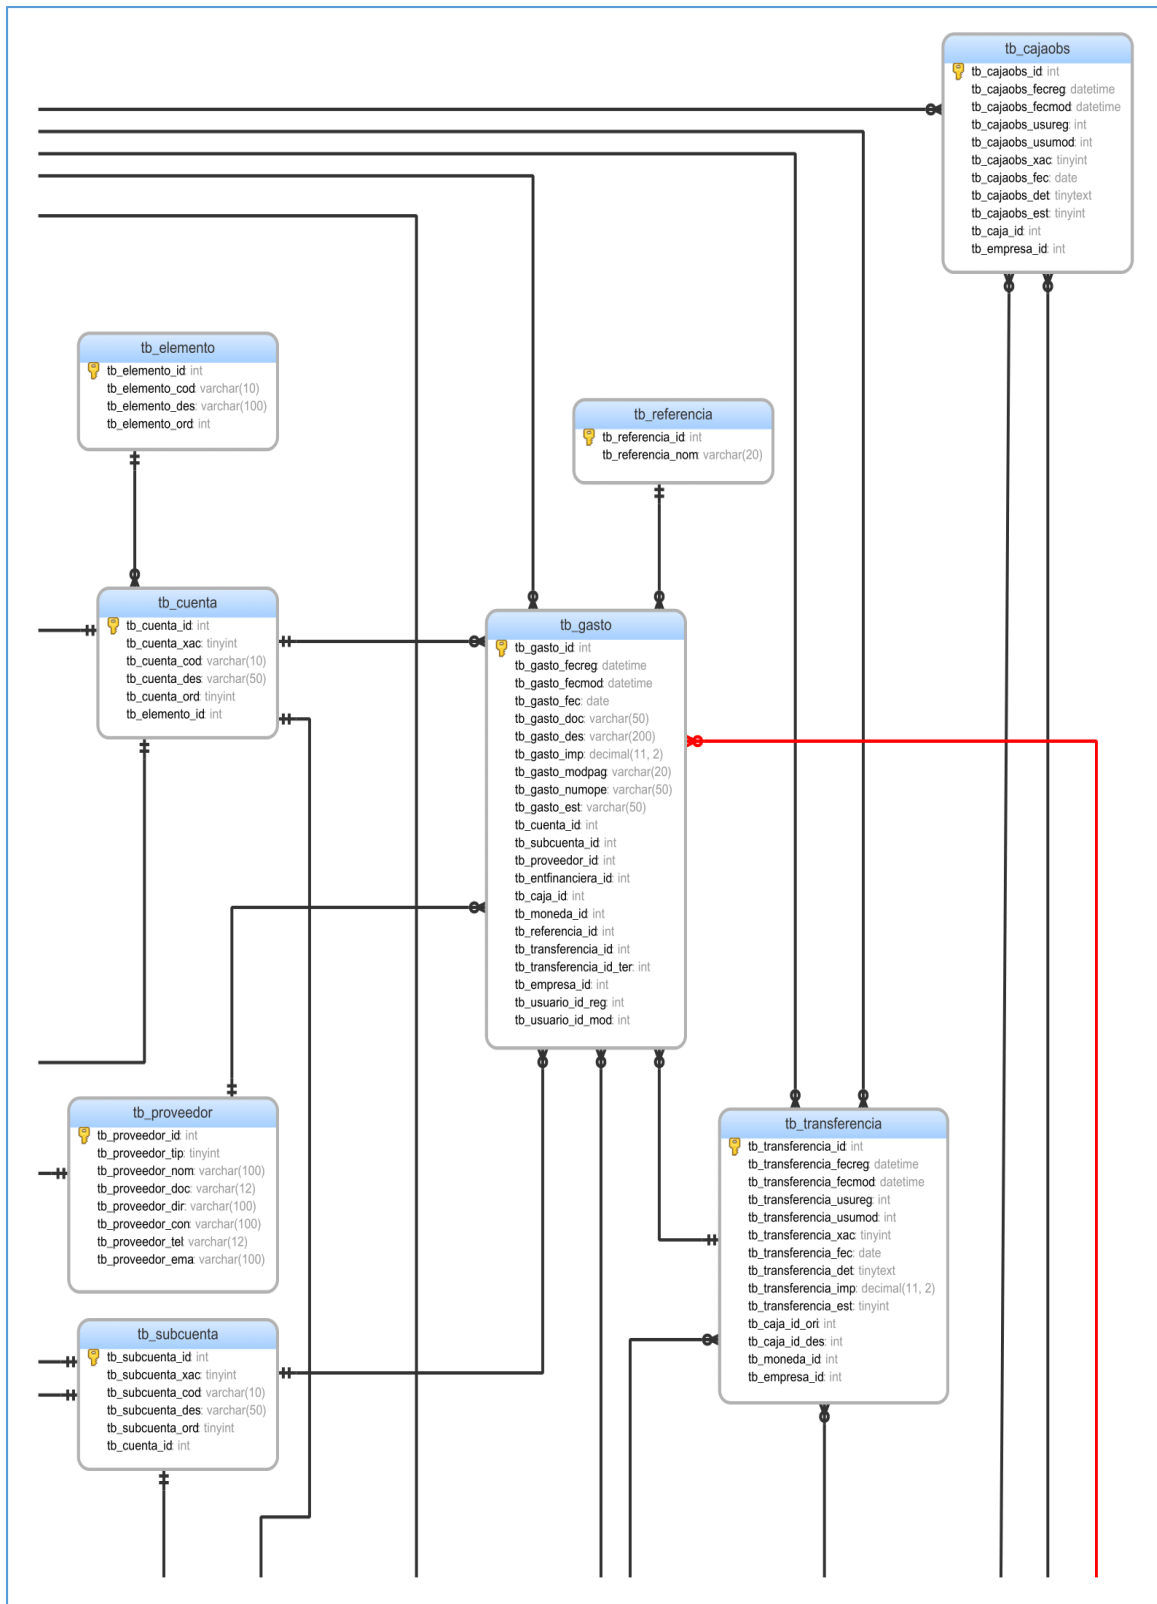 tb_cajaobs
tb_cajaobs_id: int
tb_cajaobs_fecreg: datetime
tb_cajaobs_fecmod: datetime
tb_cajaobs_usureg: int
tb_cajaobs_usumod: int
tb_cajaobs_xac: tinyint
tb_cajaobs_fec: date
tb_cajaobs_det: tinytext
tb_cajaobs_est: tinyint
tb_caja_id: int
tb_empresa_id: int
tb_elemento
tb_elemento_id: int
tb_elemento_cod: varchar(10)
tb_elemento_des: varchar(100)
tb_elemento_ord: int
tb_referencia
tb_referencia_id: int
tb_referencia_nom: varchar(20)
tb_cuenta
tb_cuenta_id: int
tb_cuenta_xac: tinyint
tb_cuenta_cod: varchar(10)
tb_cuenta_des: varchar(50)
tb_cuenta_ord: tinyint
tb_elemento_id: int
tb_gasto
tb_gasto_id: int
tb_gasto_fecreg: datetime
tb_gasto_fecmod: datetime
tb_gasto_fec: date
tb_gasto_doc: varchar(50)
tb_gasto_des: varchar(200)
tb_gasto_imp: decimal(11, 2)
tb_gasto_modpag: varchar(20)
tb_gasto_numope: varchar(50)
tb_gasto_est: varchar(50)
tb_cuenta_id: int
tb_subcuenta_id: int
tb_proveedor_id: int
tb_entfinanciera_id: int
tb_caja_id: int
tb_moneda_id: int
tb_referencia_id: int
tb_transferencia_id: int
tb_transferencia_id_ter: int
tb_empresa_id: int
tb_usuario_id_reg: int
tb_usuario_id_mod: int
tb_proveedor
tb_proveedor_id: int
tb_proveedor_tip: tinyint
tb_proveedor_nom: varchar(100)
tb_proveedor_doc: varchar(12)
tb_proveedor_dir: varchar(100)
tb_proveedor_con: varchar(100)
tb_proveedor_tel: varchar(12)
tb_proveedor_ema: varchar(100)
tb_transferencia
tb_transferencia_id: int
tb_transferencia_fecreg: datetime
tb_transferencia_fecmod: datetime
tb_transferencia_usureg: int
tb_transferencia_usumod: int
tb_transferencia_xac: tinyint
tb_transferencia_fec: date
tb_transferencia_det: tinytext
tb_transferencia_imp: decimal(11, 2)
tb_transferencia_est: tinyint
tb_caja_id_ori: int
tb_caja_id_des: int
tb_moneda_id: int
tb_empresa_id: int
tb_subcuenta
tb_subcuenta_id: int
tb_subcuenta_xac: tinyint
tb_subcuenta_cod: varchar(10)
tb_subcuenta_des: varchar(50)
tb_subcuenta_ord: tinyint
tb_cuenta_id: int